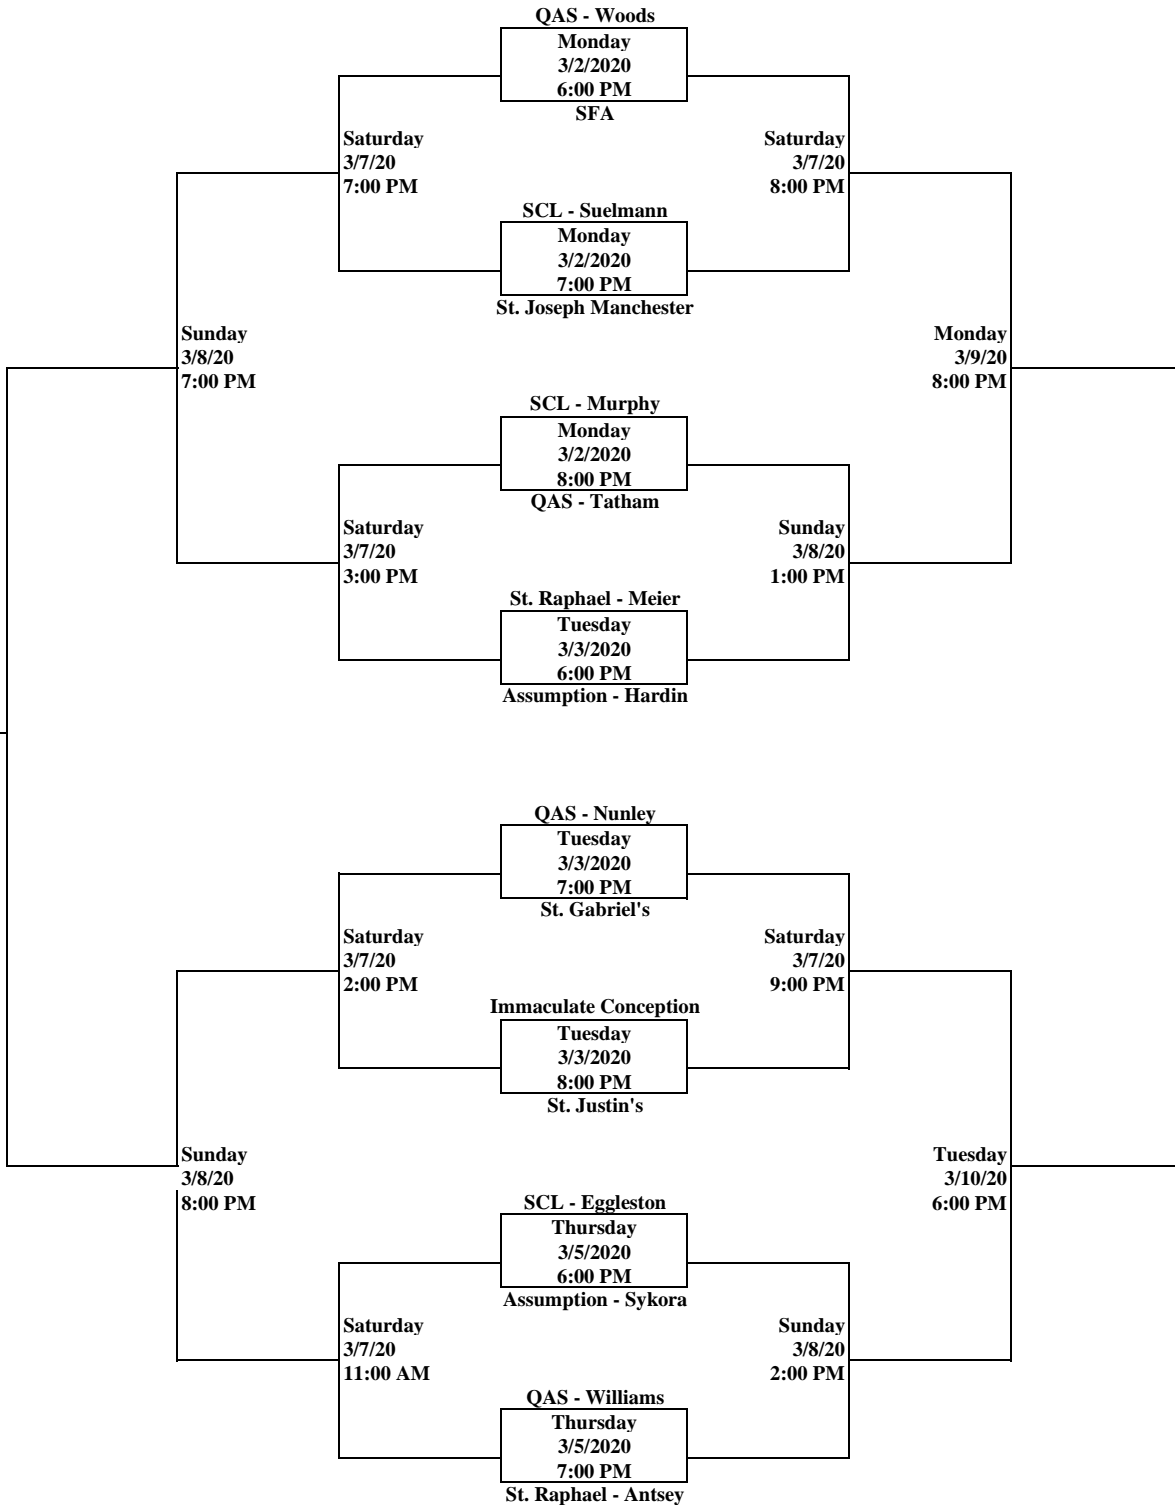 QAS - Woods
Monday
3/2/2020
6:00 PM
SFA
Saturday
3/7/20
7:00 PM
Saturday
3/7/20
8:00 PM
SCL - Suelmann
Monday
3/2/2020
7:00 PM
St. Joseph Manchester
Sunday
3/8/20
7:00 PM
Monday
3/9/20
8:00 PM
SCL - Murphy
Monday
3/2/2020
8:00 PM
QAS - Tatham
Saturday
3/7/20
3:00 PM
Sunday
3/8/20
1:00 PM
St. Raphael - Meier
Tuesday
3/3/2020
6:00 PM
Assumption - Hardin
QAS - Nunley
Tuesday
3/3/2020
7:00 PM
St. Gabriel's
Saturday
3/7/20
2:00 PM
Saturday
3/7/20
9:00 PM
Immaculate Conception
Tuesday
3/3/2020
8:00 PM
St. Justin's
Sunday
3/8/20
8:00 PM
Tuesday
3/10/20
6:00 PM
SCL - Eggleston
Thursday
3/5/2020
6:00 PM
Assumption - Sykora
Saturday
3/7/20
11:00 AM
Sunday
3/8/20
2:00 PM
QAS - Williams
Thursday
3/5/2020
7:00 PM
St. Raphael - Antsey